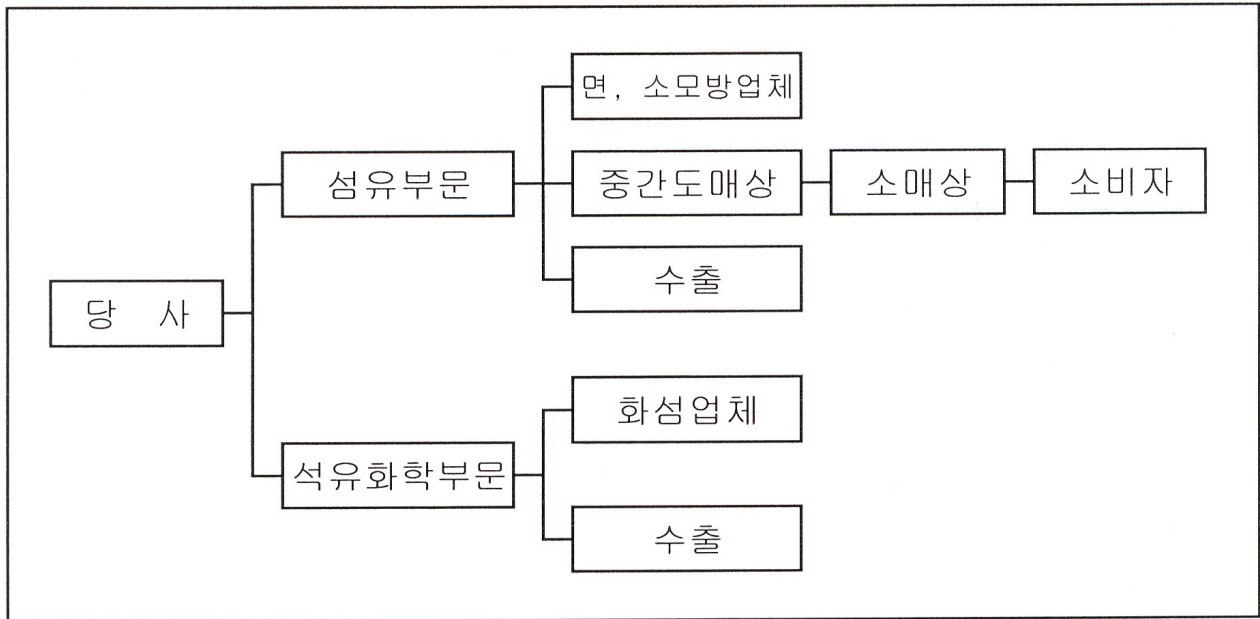 면, 소모방업체
섬유부문
중간도매상
소매상
소비자
수출
당 사
화섬업체
석유화학부문
수출